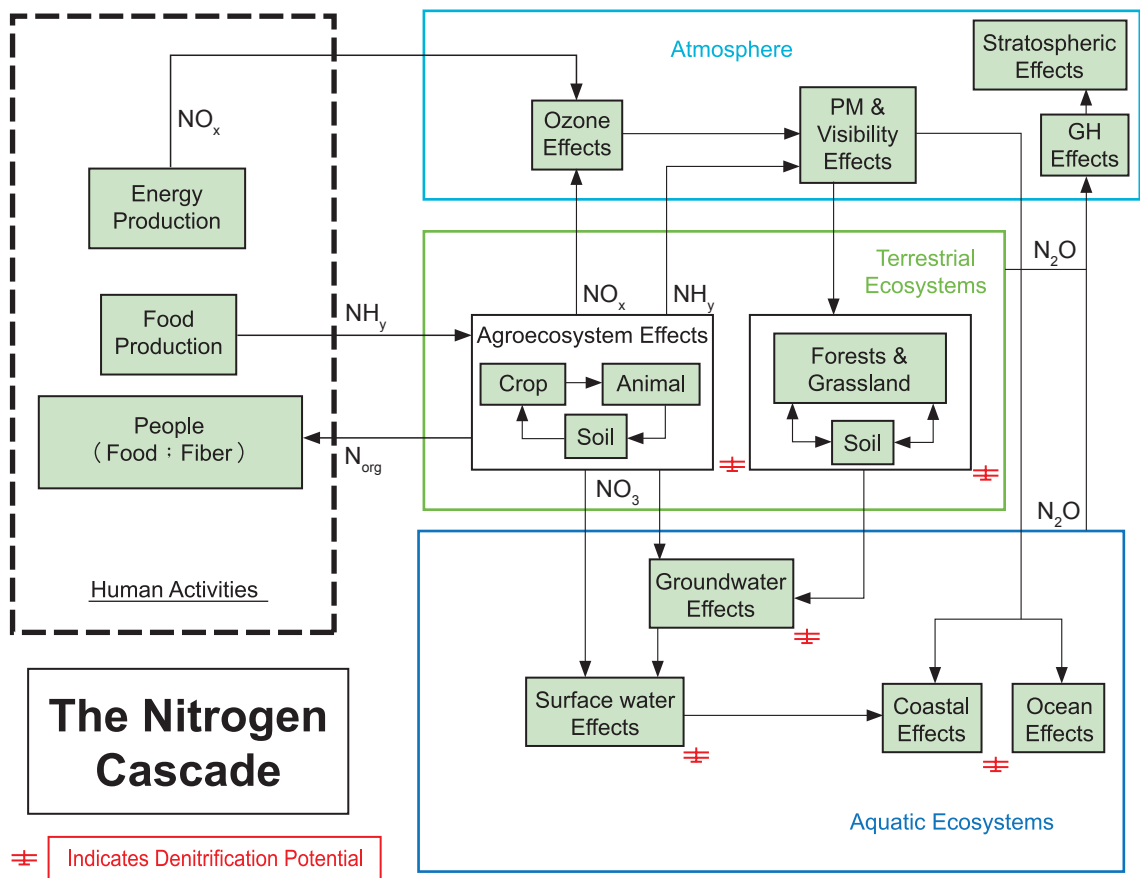 Atmosphere
Stratospheric
Effects
GH
Effects
PM &
Visibility
Effects
Ozone
Effects
NOₓ
Energy
Production
Food
Production
NHᵧ
People
（Food；Fiber）
Nₒᵣg
Human Activities
Terrestrial
Ecosystems
N₂O
NOₓ
NHᵧ
Agroecosystem Effects
Crop
Animal
Soil
Forests &
Grassland
Soil
NO₃
N₂O
Groundwater
Effects
Surface water
Effects
Coastal
Effects
Ocean
Effects
Aquatic Ecosystems
The Nitrogen
Cascade
Indicates Denitrification Potential